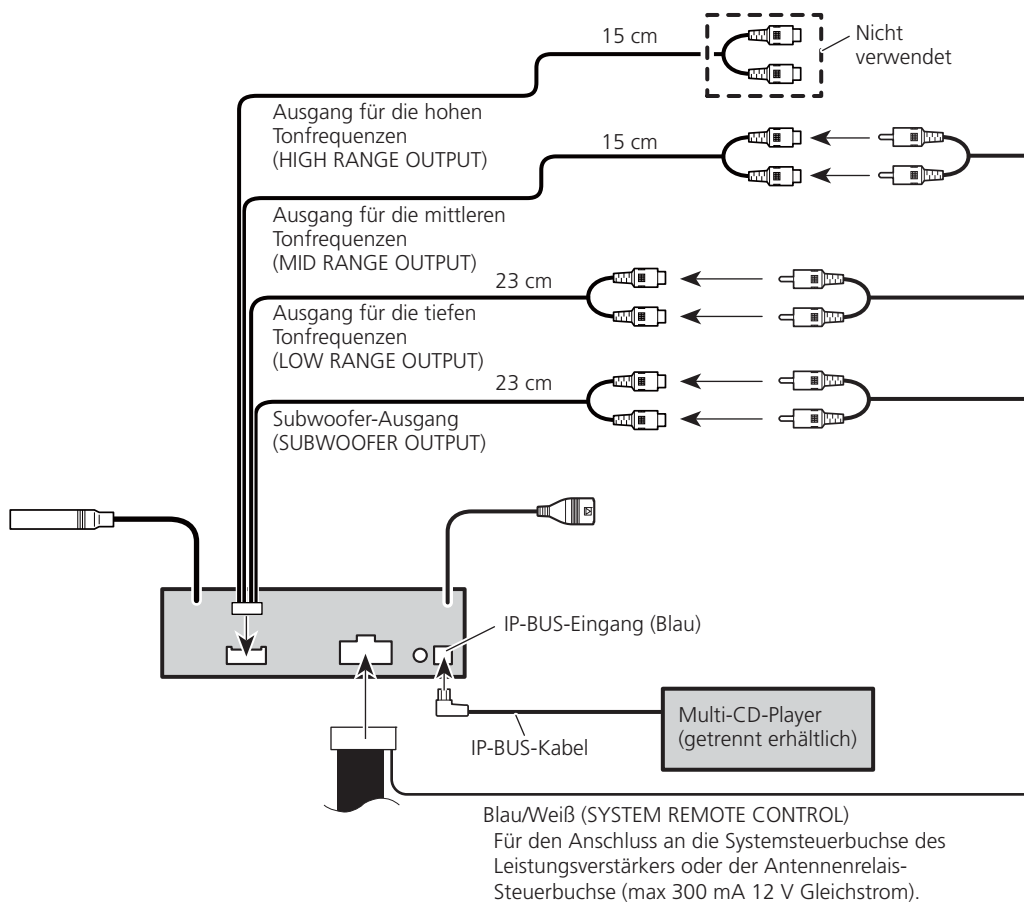 15 cm
Nicht
verwendet
Ausgang für die hohen
Tonfrequenzen
(HIGH RANGE OUTPUT)
15 cm
Ausgang für die mittleren
Tonfrequenzen
(MID RANGE OUTPUT)
23 cm
Ausgang für die tiefen
Tonfrequenzen
(LOW RANGE OUTPUT)
23 cm
Subwoofer-Ausgang
(SUBWOOFER OUTPUT)
IP-BUS-Eingang (Blau)
Multi-CD-Player
(getrennt erhältlich)
IP-BUS-Kabel
Blau/Weiß (SYSTEM REMOTE CONTROL)
Für den Anschluss an die Systemsteuerbuchse des
Leistungsverstärkers oder der Antennenrelais-
Steuerbuchse (max 300 mA 12 V Gleichstrom).